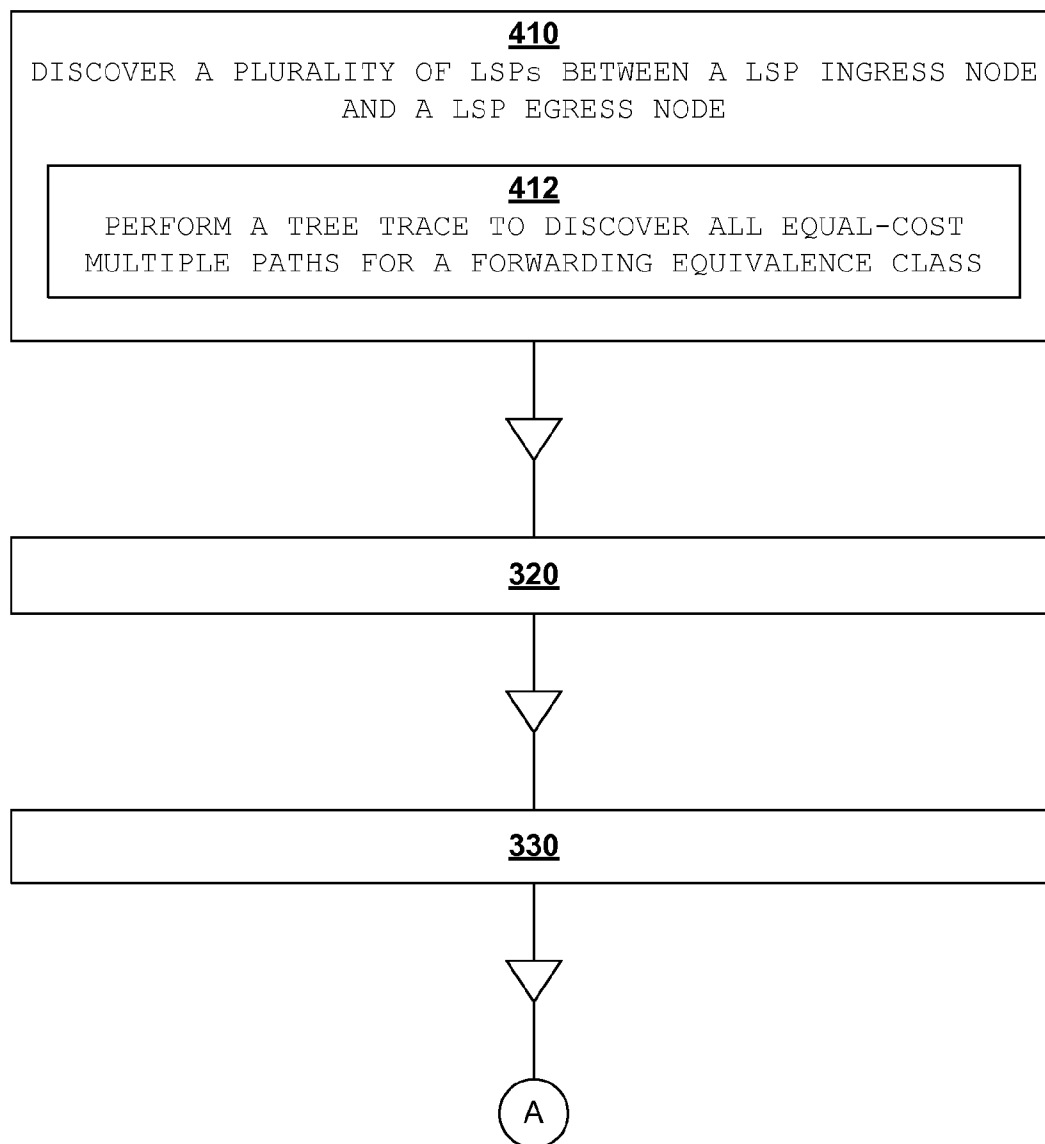 410
DISCOVER A PLURALITY OF LSPs BETWEEN A LSP INGRESS NODE
AND A LSP EGRESS NODE
412
PERFORM A TREE TRACE TO DISCOVER ALL EQUAL-COST
MULTIPLE PATHS FOR A FORWARDING EQUIVALENCE CLASS
320
330
A